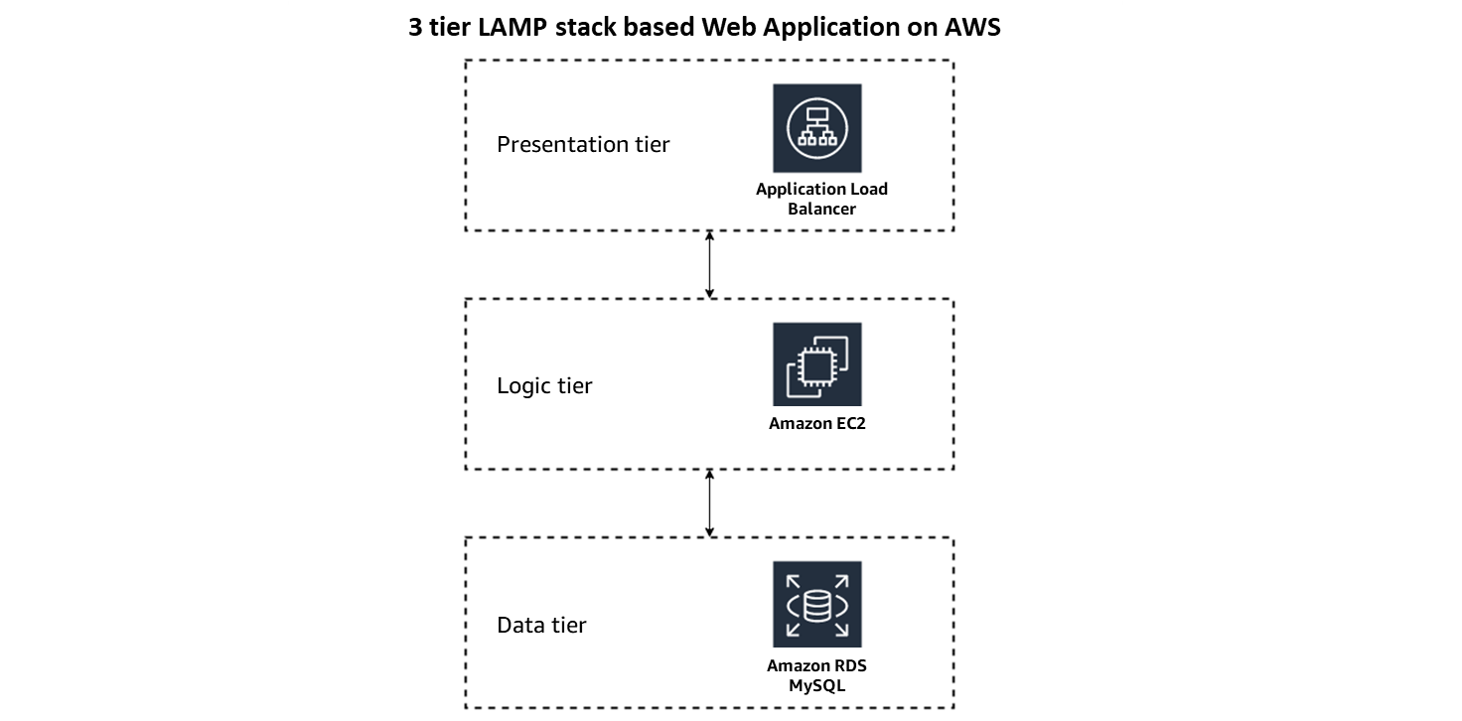 3 tier LAMP stack based Web Application on AWS
Presentation tier
Application Load
Balancer
Logic tier
Amazon EC2
Data tier
Amazon RDS
MySQL